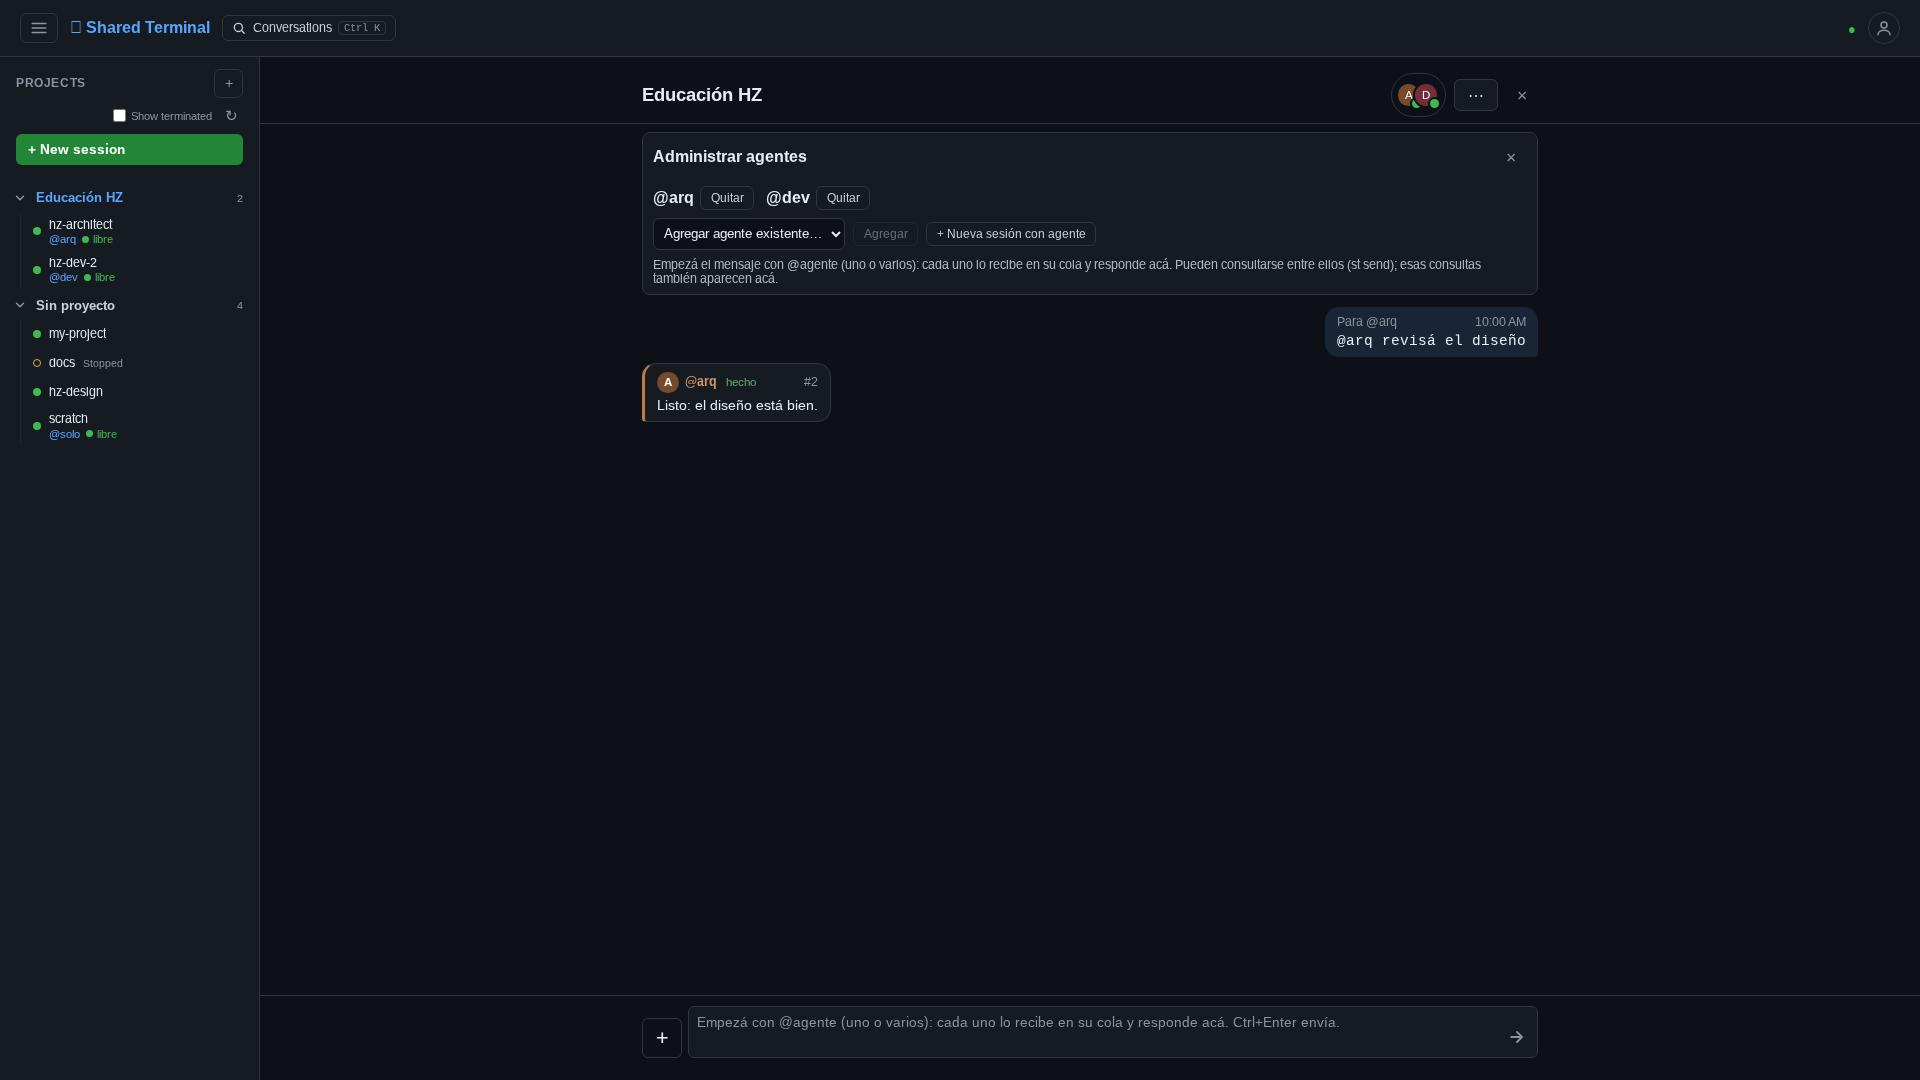 Shared Terminal
Conversations Ctrl K
PROJECTS
+
Show terminated ↻
+ New session
Educación HZ 2
hz-architect
@arq libre
hz-dev-2
@dev libre
Sin proyecto 4
my-project
docs Stopped
hz-design
scratch
@solo libre
Educación HZ
A D ⋯ ×
Administrar agentes ×
@arq Quitar @dev Quitar
Agregar agente existente… Agregar + Nueva sesión con agente
Empezá el mensaje con @agente (uno o varios): cada uno lo recibe en su cola y responde acá. Pueden consultarse entre ellos (st send); esas consultas
también aparecen acá.
Para @arq 10:00 AM
@arq revisá el diseño
A @arq hecho #2
Listo: el diseño está bien.
+
Empezá con @agente (uno o varios): cada uno lo recibe en su cola y responde acá. Ctrl+Enter envía.